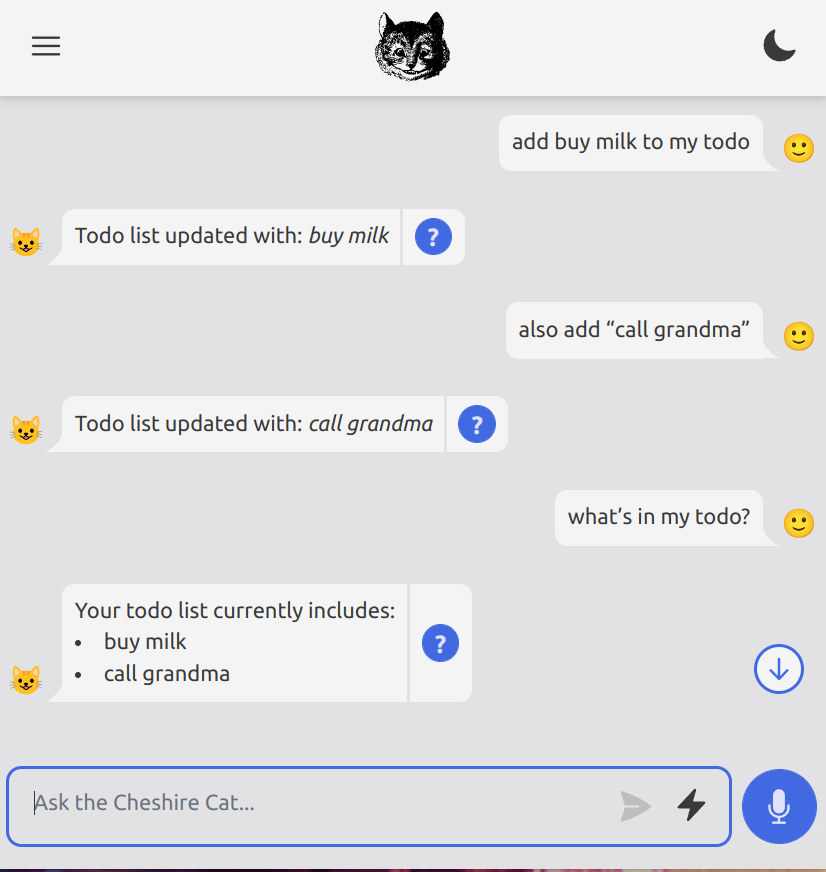 add buy milk to my todo
Todo list updated with: buy milk
?
also add “call grandma”
Todo list updated with: call grandma
?
what’s in my todo?
Your todo list currently includes:
• buy milk
?
• call grandma
Ask the Cheshire Cat...